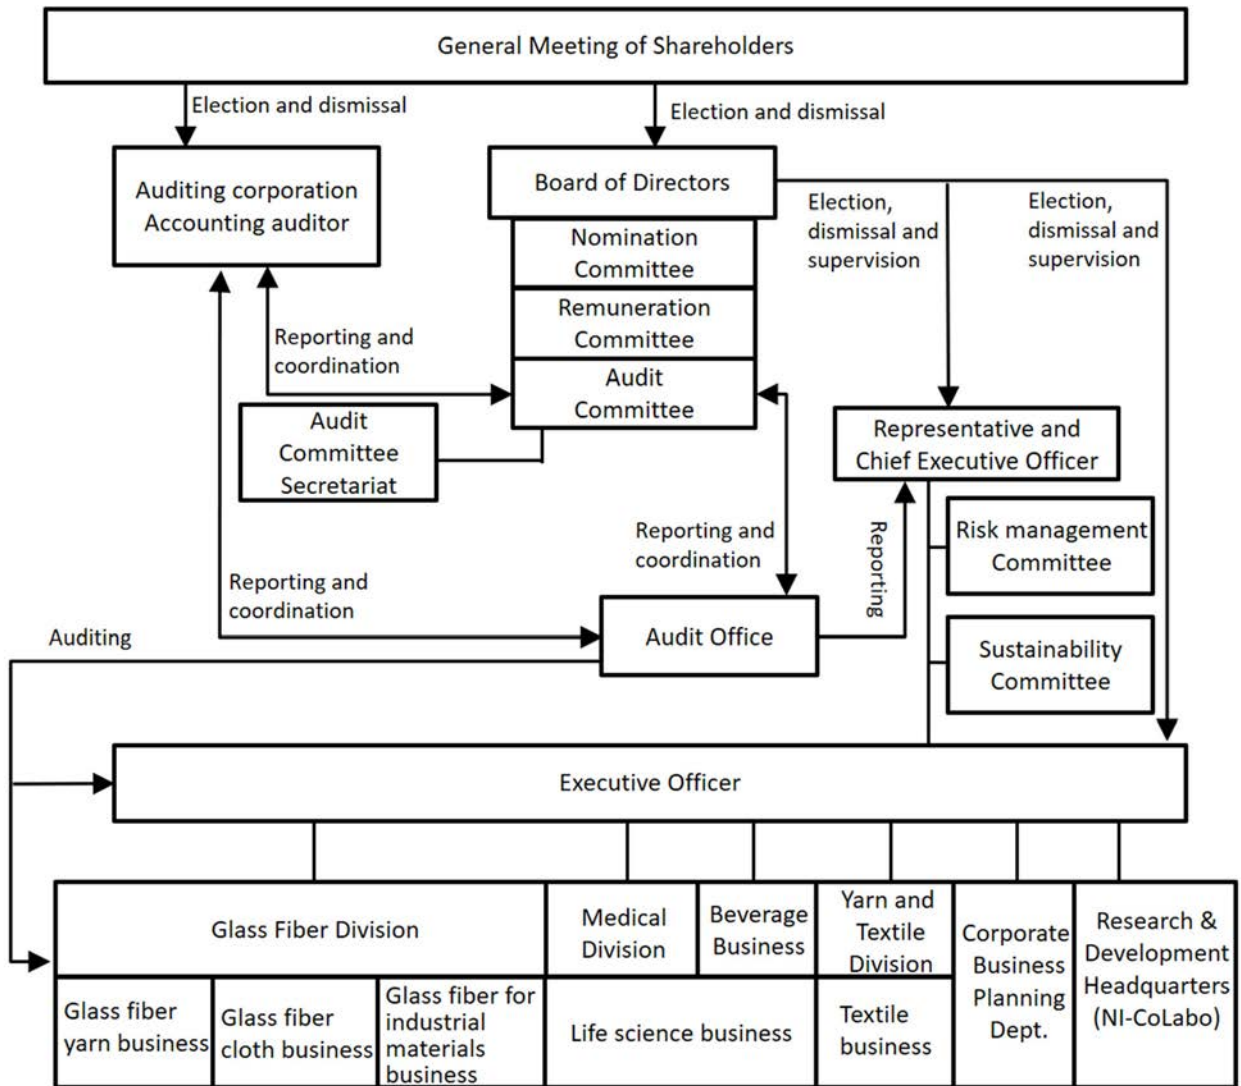 General Meeting of Shareholders
Election and dismissal
Election and dismissal
Auditing corporation
Accounting auditor
Board of Directors
Nomination
Committee
Remuneration
Committee
Audit
Committee
Election,
dismissal and
supervision
Election,
dismissal and
supervision
Reporting and
coordination
Audit
Committee
Secretariat
Representative and
Chief Executive Officer
Risk management
Committee
Reporting and
coordination
Reporting
Reporting and
coordination
Auditing
Audit Office
Sustainability
Committee
Executive Officer
Glass Fiber Division
Medical
Division
Beverage
Business
Yarn and
Textile
Division
Corporate
Business
Planning
Dept.
Research &
Development
Headquarters
(NI-CoLabo)
Glass fiber
yarn business
Glass fiber
cloth business
Glass fiber for
industrial
materials
business
Life science business
Textile
business